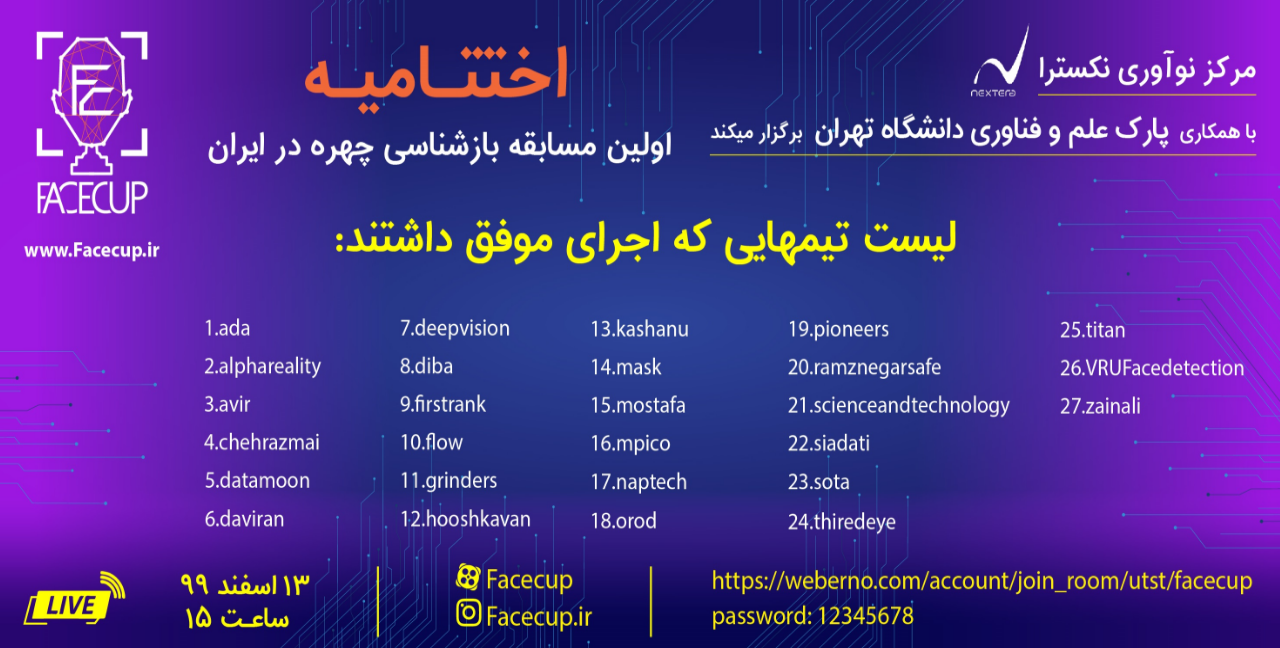 مرکز نوآوری نکسترا
nextera
با همکاری پارک علم و فناوری دانشگاه تهران برگزار میکند
اختتامیه
اولین مسابقه بازشناسی چهره در ایران
FC
FACECUP
www.Facecup.ir
لیست تیمهایی که اجرای موفق داشتند:
1.ada
2.alphareality
3.avir
4.chehrazmai
5.datamoon
6.daviran
7.deepvision
8.diba
9.firstrank
10.flow
11.grinders
12.hooshkavan
13.kashanu
14.mask
15.mostafa
16.mpico
17.naptech
18.orod
19.pioneers
20.ramznegarsafe
21.scienceandtechnology
22.siadati
23.sota
24.thiredeye
25.titan
26.VRUFacedetection
27.zainali
LIVE
۱۳ اسفند ۹۹
ساعت ۱۵
Facecup
Facecup.ir
https://weberno.com/account/join_room/utst/facecup
password: 12345678